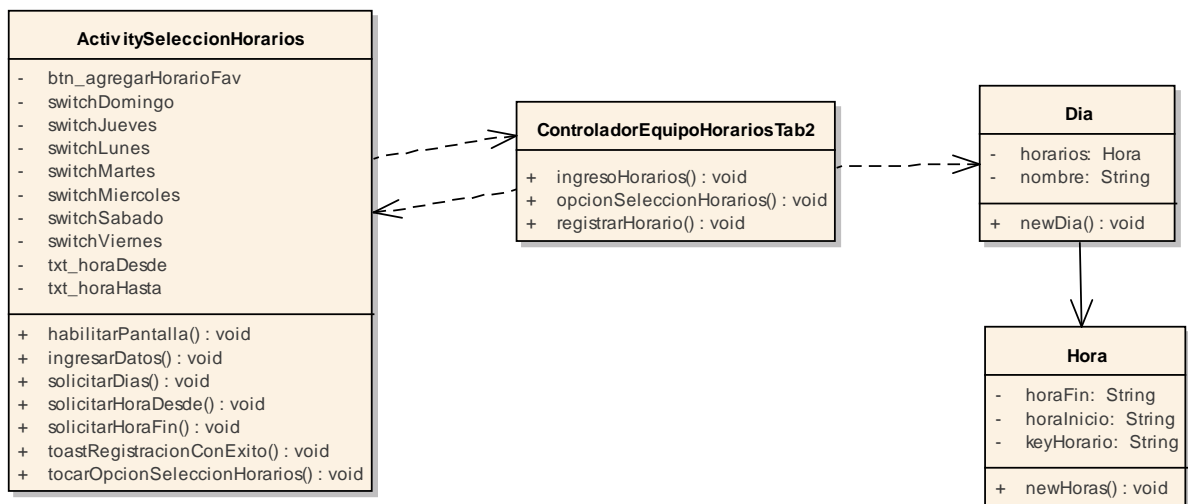 ActivitySeleccionHorarios
- btn_agregarHorarioFav
- switchDomingo
- switchJueves
- switchLunes
- switchMartes
- switchMiercoles
- switchSabado
- switchViernes
- txt_horaDesde
- txt_horaHasta
+ habilitarPantalla() : void
+ ingresarDatos() : void
+ solicitarDias() : void
+ solicitarHoraDesde() : void
+ solicitarHoraFin() : void
+ toastRegistracionConExito() : void
+ tocarOpcionSeleccionHorarios() : void
ControladorEquipoHorariosTab2
+ ingresoHorarios() : void
+ opcionSeleccionHorarios() : void
+ registrarHorario() : void
Dia
- horarios: Hora
- nombre: String
+ newDia() : void
Hora
- horaFin: String
- horaInicio: String
- keyHorario: String
+ newHoras() : void